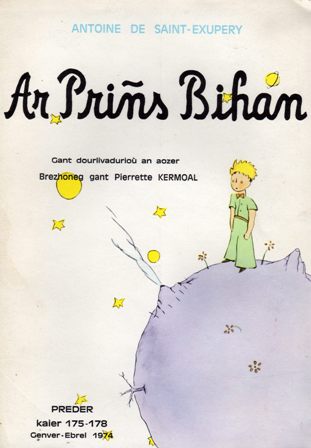 ANTOINE DE SAINT-EXUPERY
Ar Priñs Bihan
Gant dourlivadurioù an aozer
Brezhoneg gant Pierrette KERMOAL
PREDER
kaier 175-178
Genver-Ebrel 1974